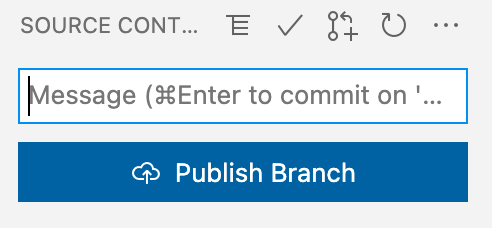 SOURCE CONT...
Message (⌘Enter to commit on '...
Publish Branch